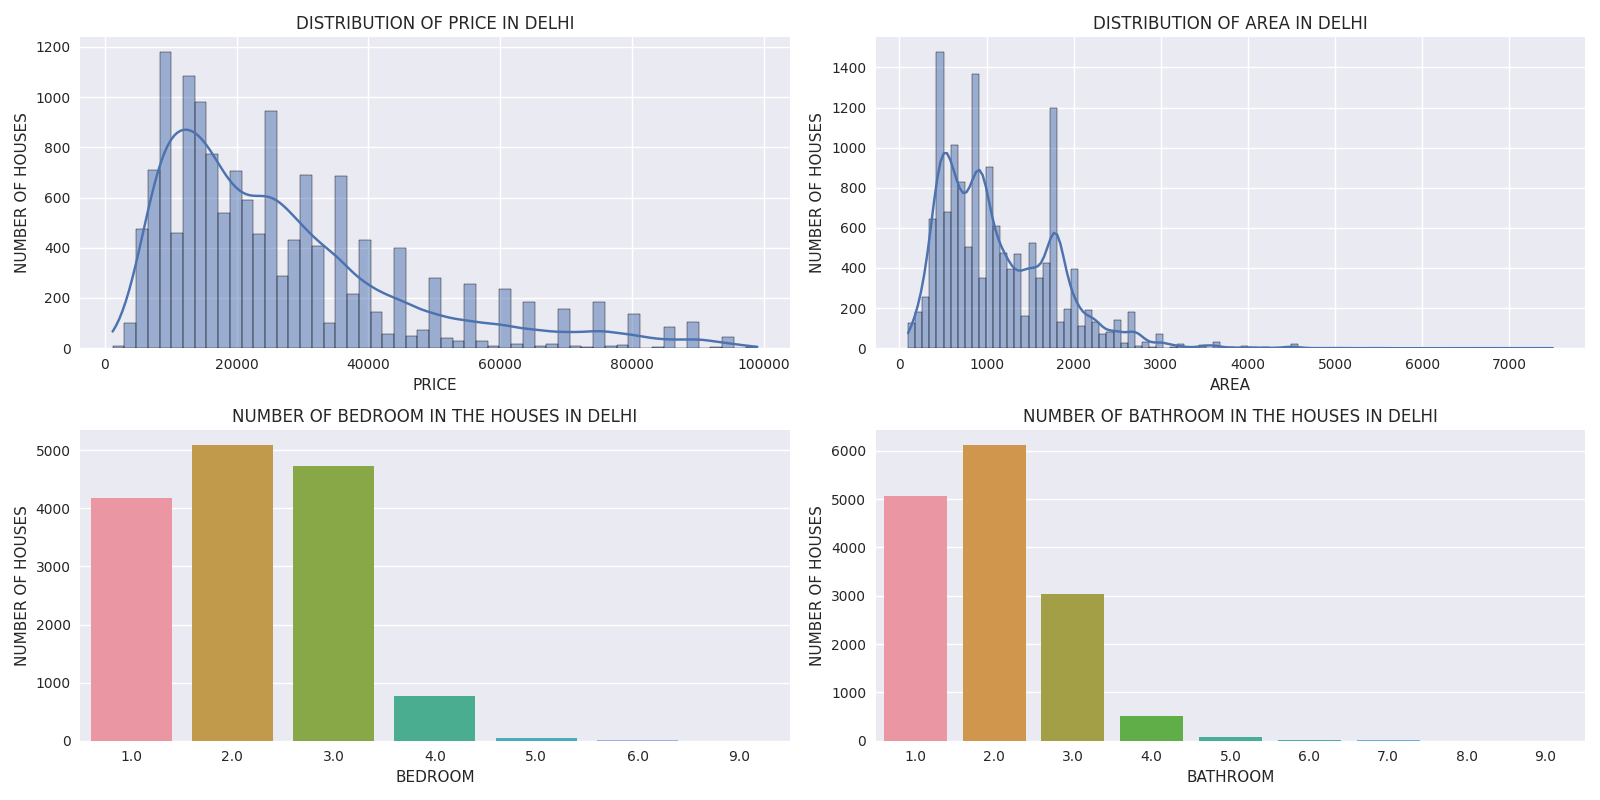 DISTRIBUTION OF PRICE IN DELHI
1200
1000
800
600
400
200
0
NUMBER OF HOUSES
0 20000 40000 60000 80000 100000
PRICE
DISTRIBUTION OF AREA IN DELHI
1400
1200
1000
800
600
400
200
0
NUMBER OF HOUSES
0 1000 2000 3000 4000 5000 6000 7000
AREA
NUMBER OF BEDROOM IN THE HOUSES IN DELHI
5000
4000
3000
2000
1000
0
NUMBER OF HOUSES
1.0 2.0 3.0 4.0 5.0 6.0 9.0
BEDROOM
NUMBER OF BATHROOM IN THE HOUSES IN DELHI
6000
5000
4000
3000
2000
1000
0
NUMBER OF HOUSES
1.0 2.0 3.0 4.0 5.0 6.0 7.0 8.0 9.0
BATHROOM